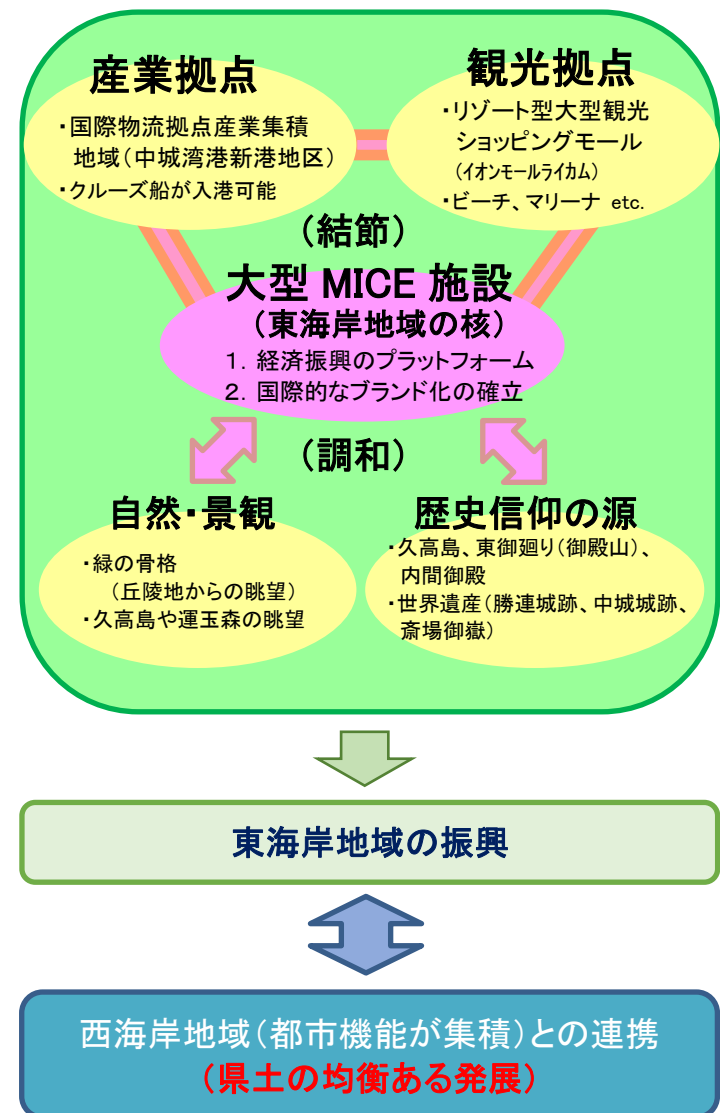 産業拠点
・国際物流拠点産業集積
地域(中城湾港新港地区)
・クルーズ船が入港可能
観光拠点
・リゾート型大型観光
ショッピングモール
(イオンモールライカム)
・ビーチ、マリーナ etc.
(結節)
大型 MICE 施設
(東海岸地域の核)
1. 経済振興のプラットフォーム
2. 国際的なブランド化の確立
(調和)
自然・景観
・緑の骨格
(丘陵地からの眺望)
・久高島や運玉森の眺望
歴史信仰の源
・久高島、東御廻り(御殿山)、
内間御殿
・世界遺産(勝連城跡、中城城跡、
斎場御嶽)
東海岸地域の振興
西海岸地域(都市機能が集積)との連携
(県土の均衡ある発展)